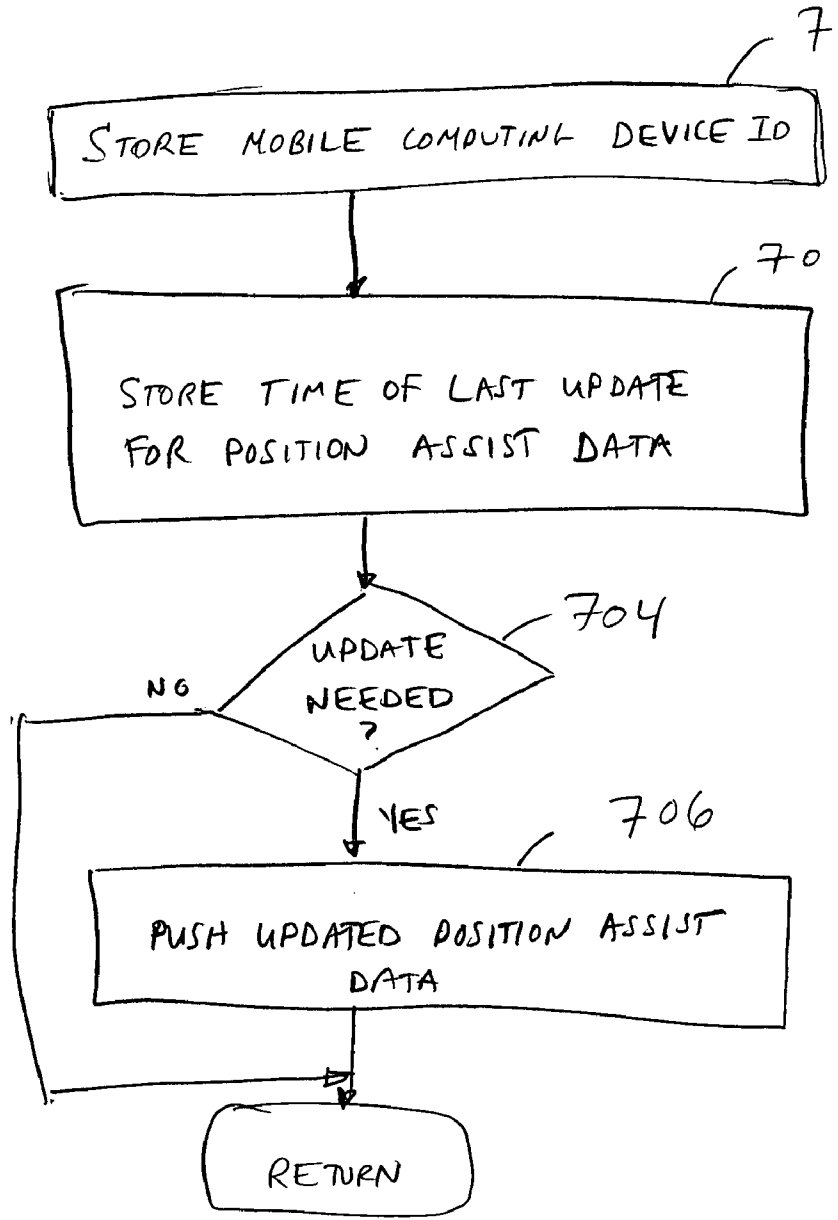 7
STORE MOBILE COMPUTING DEVICE ID
70
STORE TIME OF LAST UPDATE
FOR POSITION ASSIST DATA
704
UPDATE
NEEDED
?
NO
YES
706
PUSH UPDATED POSITION ASSIST
DATA
RETURN